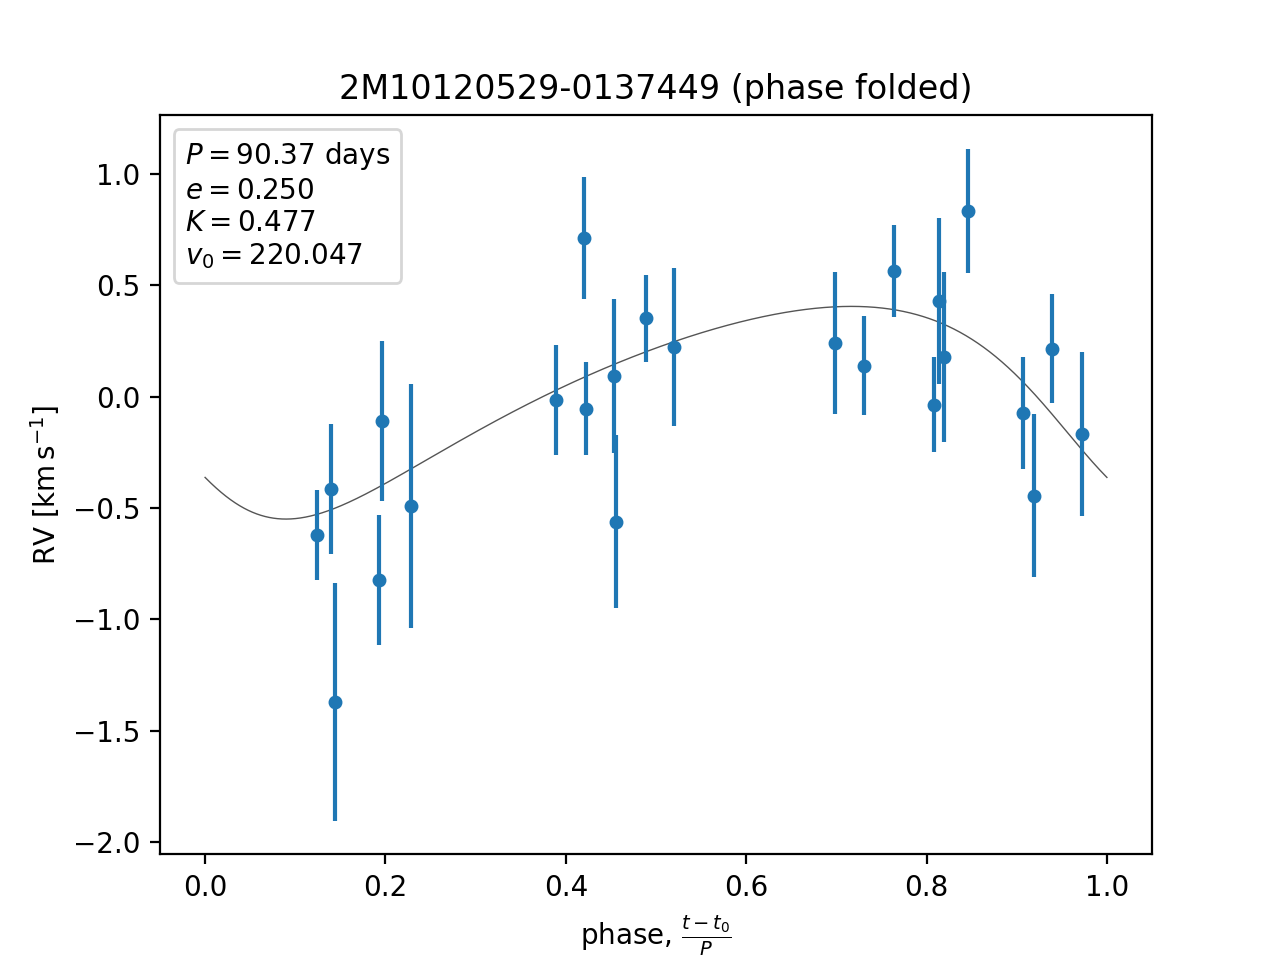 2M10120529-0137449 (phase folded)
P = 90.37 days
e = 0.250
K = 0.477
v₀ = 220.047
1.0
0.5
0.0
−0.5
−1.0
−1.5
−2.0
RV [km s⁻¹]
0.0 0.2 0.4 0.6 0.8 1.0
phase, (t − t₀)/P